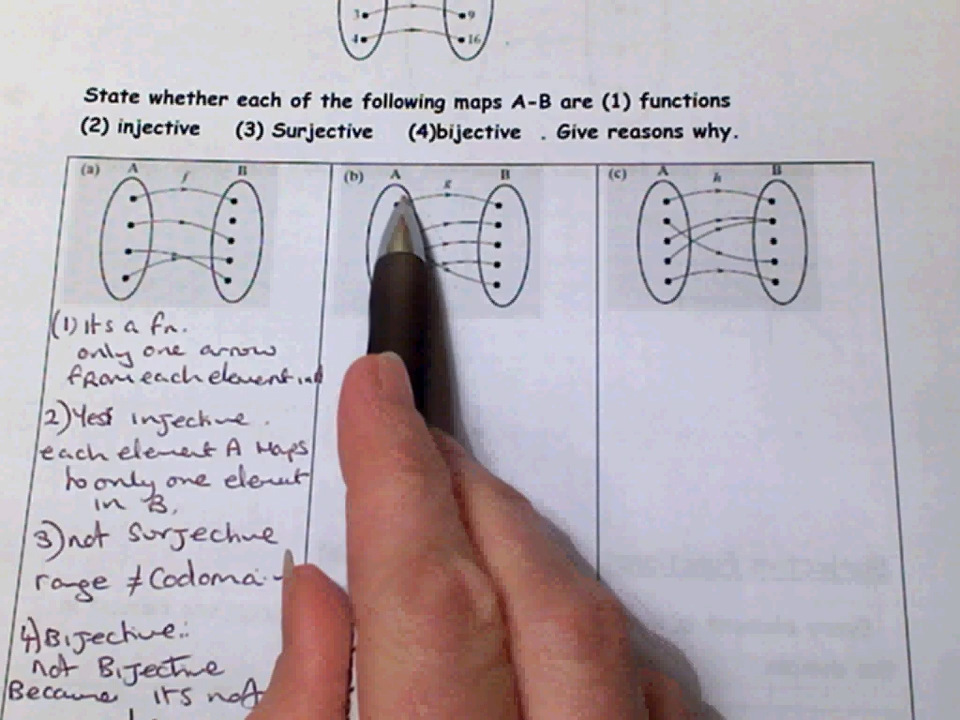 3 9
4 16
State whether each of the following maps A-B are (1) functions
(2) injective (3) Surjective (4)bijective . Give reasons why.
(a) A f B
(b) A g B
(c) A h B
(1) its a fn.
only one arrow
from each element in
2) Yes injective.
each element A Maps
to only one element
in B.
3) not Surjective
range ≠ Codoma
4) Bijective:
not Bijective
Because its not